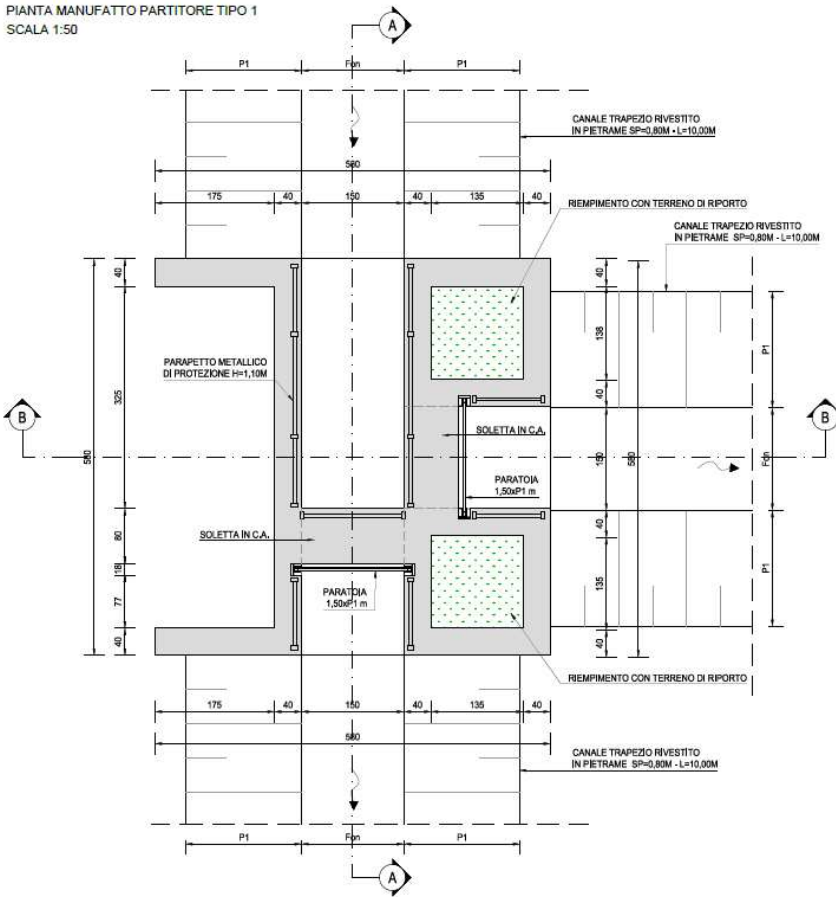 PIANTA MANUFATTO PARTITORE TIPO 1
SCALA 1:50
A
P1
Fon
P1
CANALE TRAPEZIO RIVESTITO
IN PIETRAME SP=0,80M - L=10,00M
580
175
40
150
40
135
40
RIEMPIMENTO CON TERRENO DI RIPORTO
CANALE TRAPEZIO RIVESTITO
IN PIETRAME SP=0,80M - L=10,00M
40
40
135
P1
PARAPETTO METALLICO
DI PROTEZIONE H=1,10M
325
40
B
B
SOLETTA IN C.A.
580
150
580
Fon
PARATOIA
1,50xP1 m
SOLETTA IN C.A.
80
40
18
PARATOIA
1,50xP1 m
77
135
P1
40
40
RIEMPIMENTO CON TERRENO DI RIPORTO
175
40
150
40
135
40
580
CANALE TRAPEZIO RIVESTITO
IN PIETRAME SP=0,80M - L=10,00M
P1
Fon
P1
A